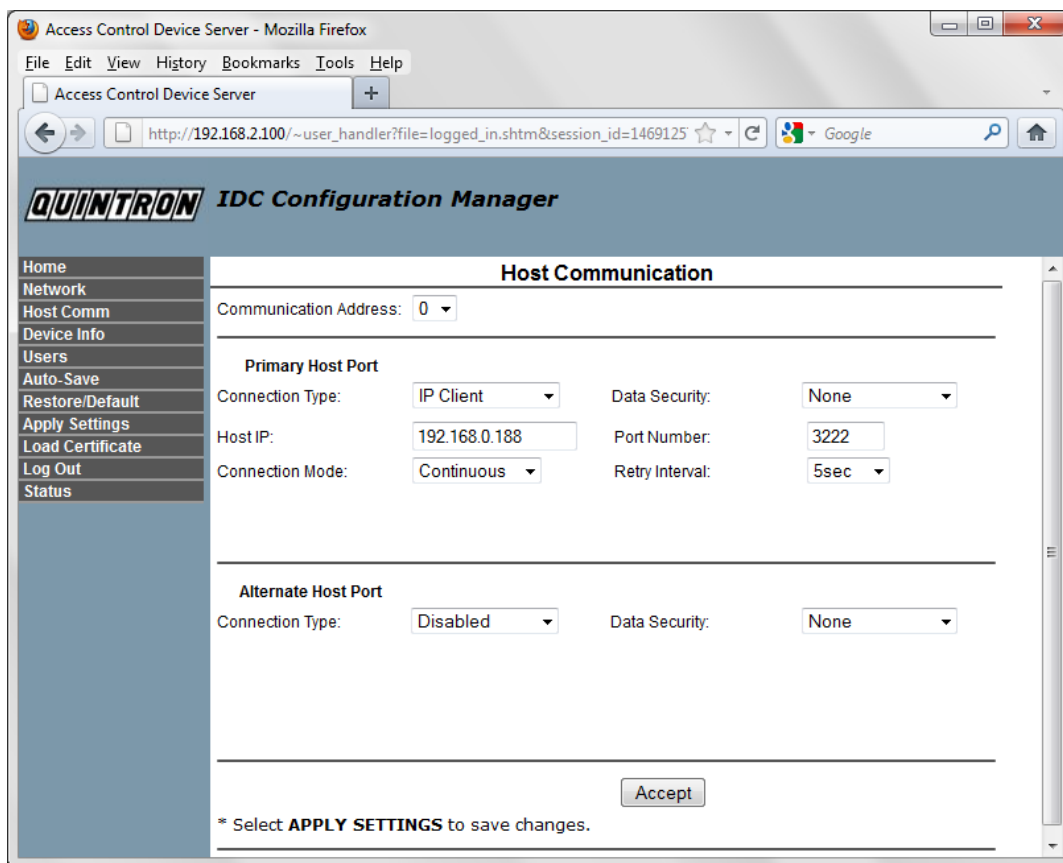 Access Control Device Server - Mozilla Firefox
File Edit View History Bookmarks Tools Help
Access Control Device Server +
http://192.168.2.100/~user_handler?file=logged_in.shtm&session_id=1469125 Google
QUINTRON IDC Configuration Manager
Home
Network
Host Comm
Device Info
Users
Auto-Save
Restore/Default
Apply Settings
Load Certificate
Log Out
Status
Host Communication
Communication Address: 0
Primary Host Port
Connection Type: IP Client Data Security: None
Host IP: 192.168.0.188 Port Number: 3222
Connection Mode: Continuous Retry Interval: 5sec
Alternate Host Port
Connection Type: Disabled Data Security: None
Accept
* Select APPLY SETTINGS to save changes.